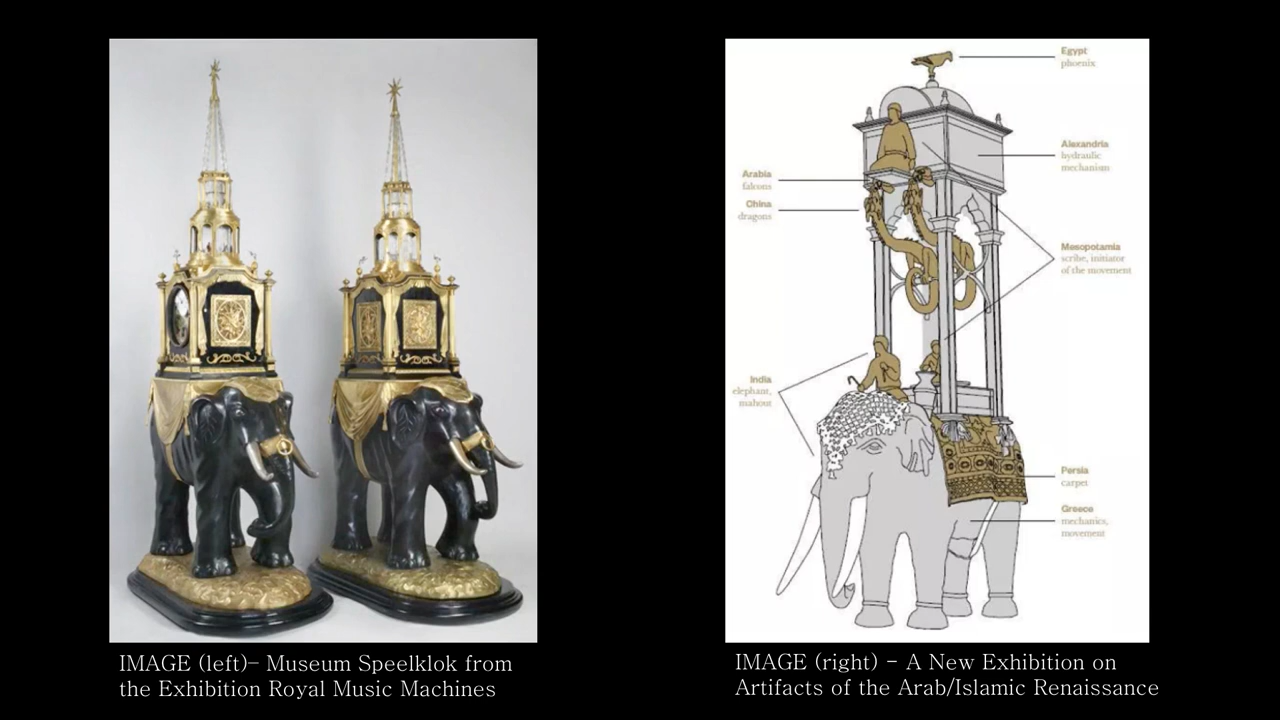 Egypt
phoenix
Alexandria
hydraulic
mechanism
Arabia
falcons
China
dragons
Mesopotamia
scribe, initiator
of the movement
India
elephant,
mahout
Persia
carpet
Greece
mechanics,
movement
IMAGE (left)– Museum Speelklok from
the Exhibition Royal Music Machines
IMAGE (right) – A New Exhibition on
Artifacts of the Arab/Islamic Renaissance